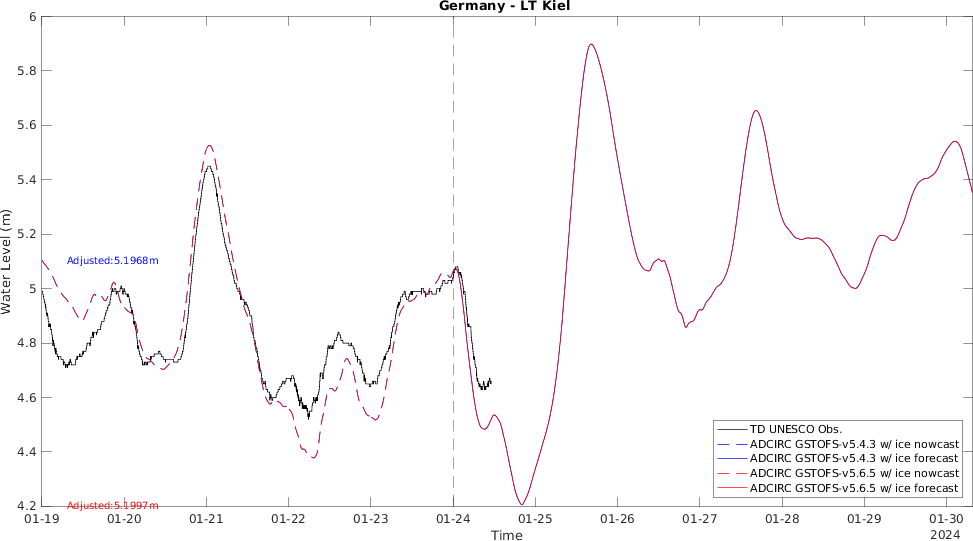 Germany - LT Kiel
6
5.8
5.6
5.4
5.2
5
4.8
4.6
4.4
4.2
Water Level (m)
Adjusted:5.1968m
Adjusted:5.1997m
TD UNESCO Obs.
ADCIRC GSTOFS-v5.4.3 w/ ice nowcast
ADCIRC GSTOFS-v5.4.3 w/ ice forecast
ADCIRC GSTOFS-v5.6.5 w/ ice nowcast
ADCIRC GSTOFS-v5.6.5 w/ ice forecast
01-19 01-20 01-21 01-22 01-23 01-24 01-25 01-26 01-27 01-28 01-29 01-30
Time
2024